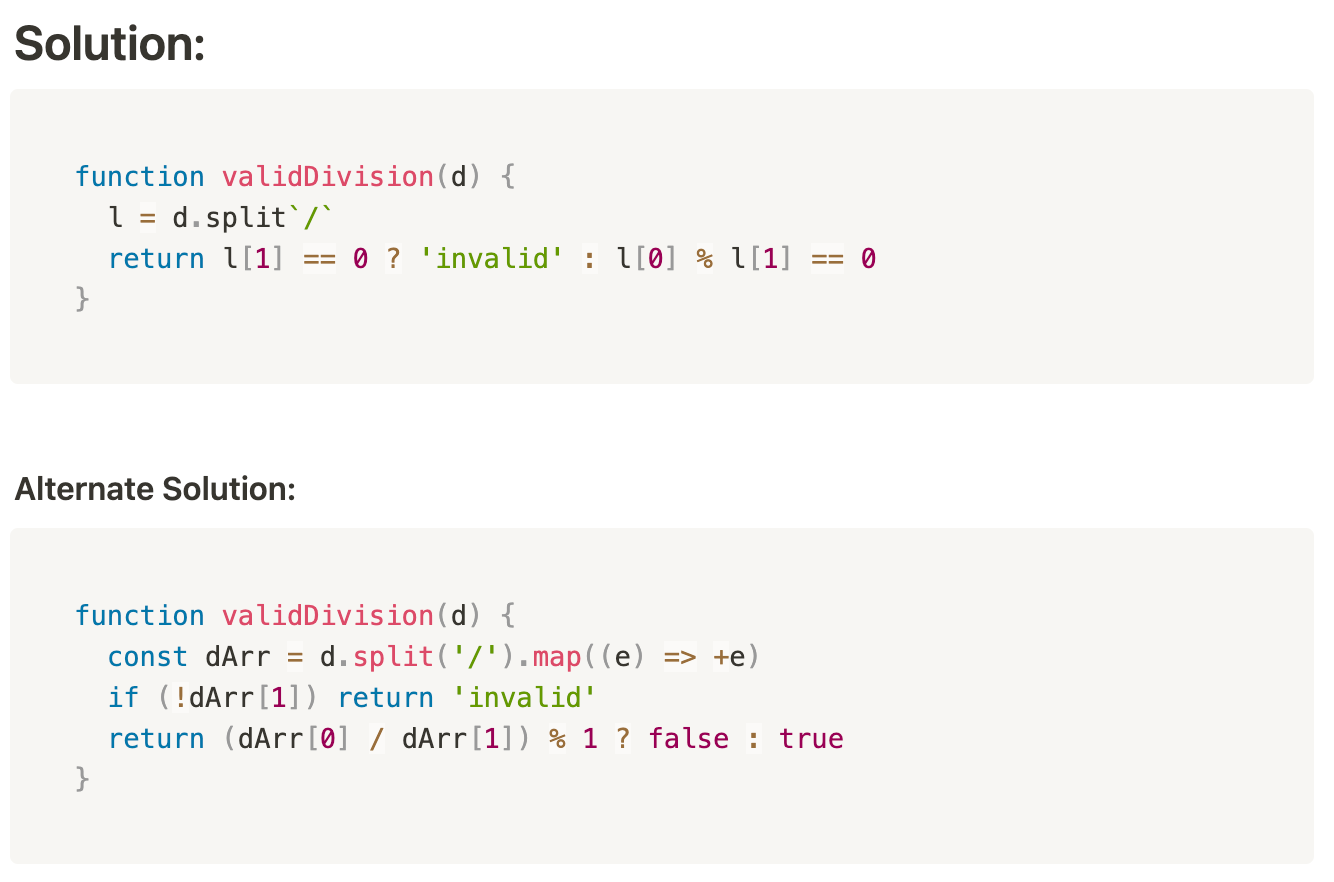 Solution:
function validDivision(d) {
  l = d.split`/`
  return l[1] == 0 ? 'invalid' : l[0] % l[1] == 0
}
Alternate Solution:
function validDivision(d) {
  const dArr = d.split('/').map((e) => +e)
  if (!dArr[1]) return 'invalid'
  return (dArr[0] / dArr[1]) % 1 ? false : true
}